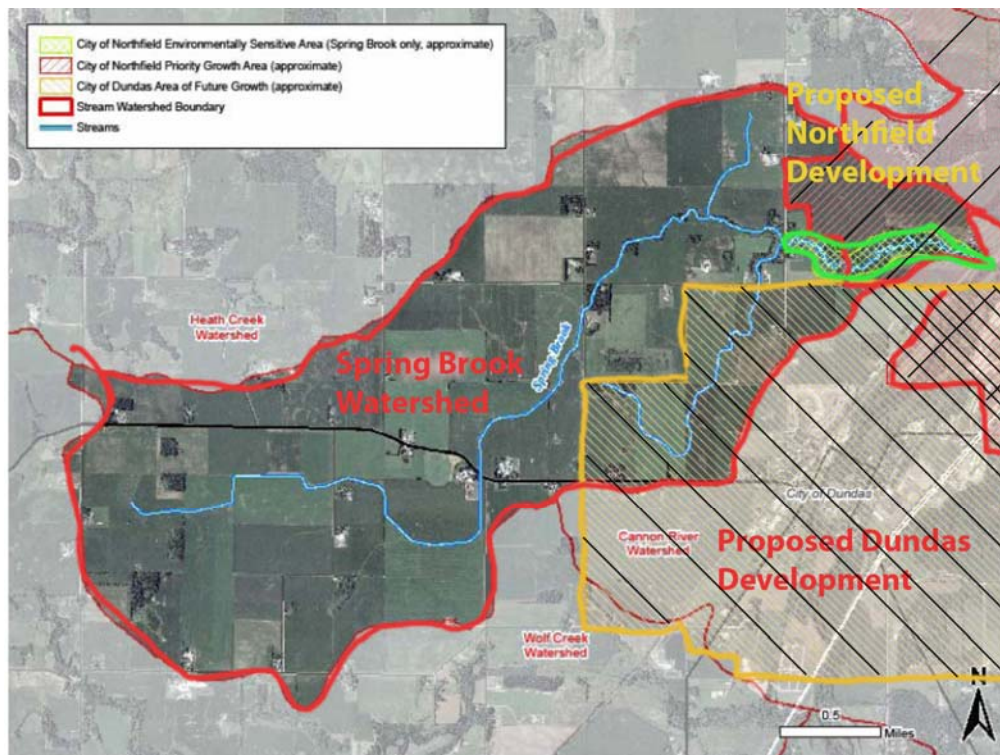 City of Northfield Environmentally Sensitive Area (Spring Brook only, approximate)
City of Northfield Priority Growth Area (approximate)
City of Dundas Area of Future Growth (approximate)
Stream Watershed Boundary
Streams
Proposed
Northfield
Development
Heath Creek
Watershed
Spring Brook
Watershed
Spring Brook
City of Dundas
Cannon River
Watershed
Proposed Dundas
Development
Wolf Creek
Watershed
N
0.5
Miles